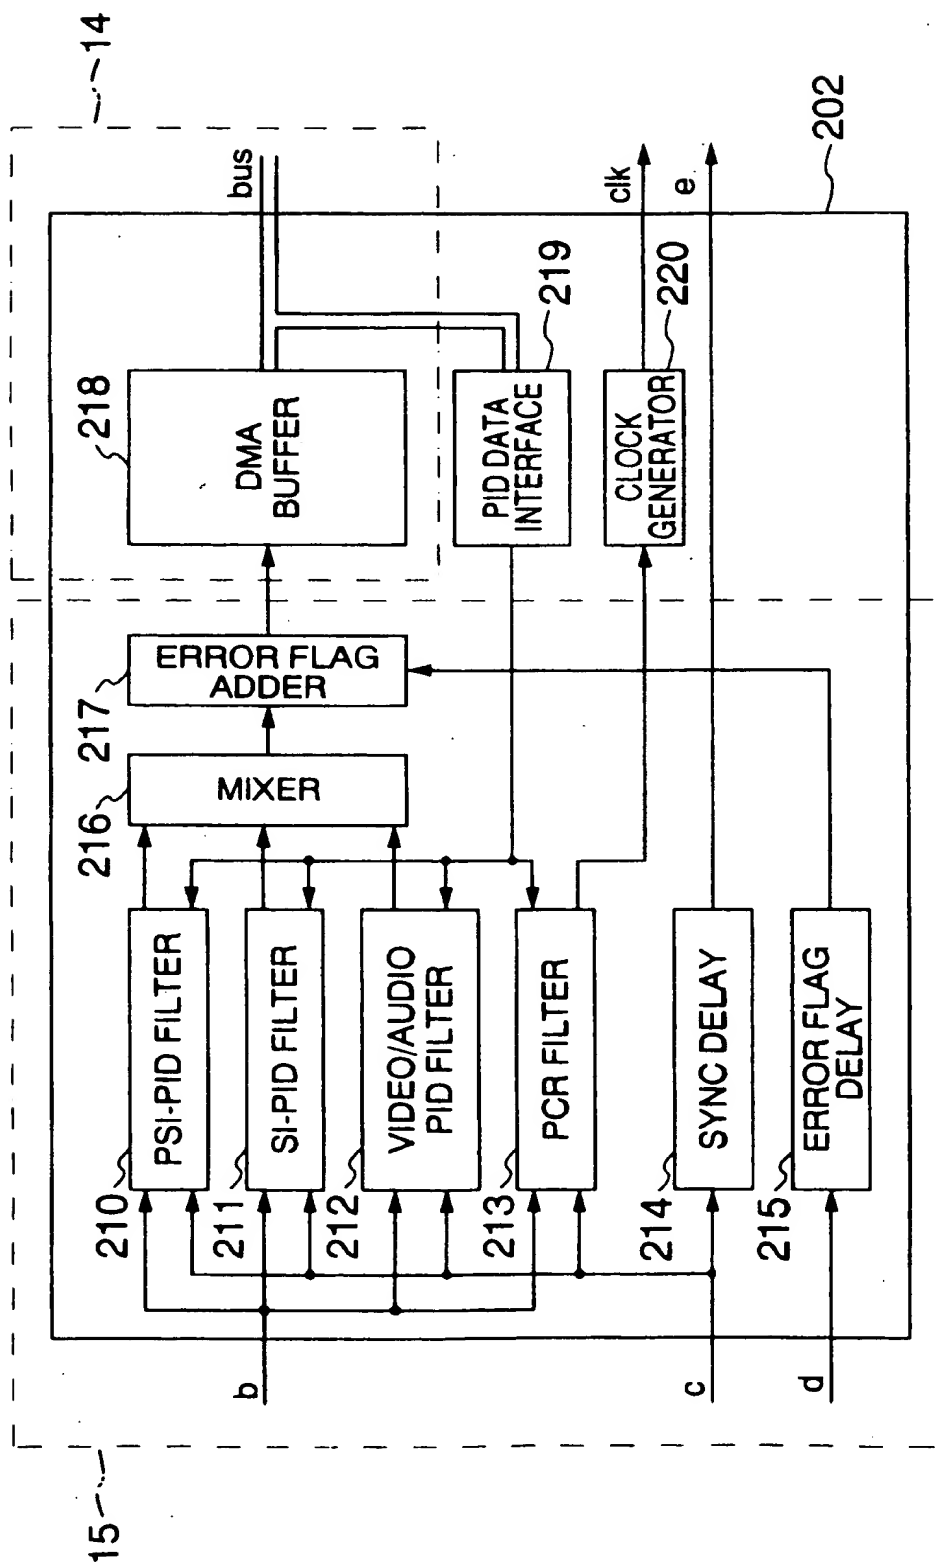 14
15
bus
202
218
DMA
BUFFER
217
ERROR FLAG
ADDER
216
MIXER
219
PID DATA
INTERFACE
clk
220
CLOCK
GENERATOR
e
210
PSI-PID FILTER
211
SI-PID FILTER
212
VIDEO/AUDIO
PID FILTER
213
PCR FILTER
214
SYNC DELAY
215
ERROR FLAG
DELAY
b
c
d